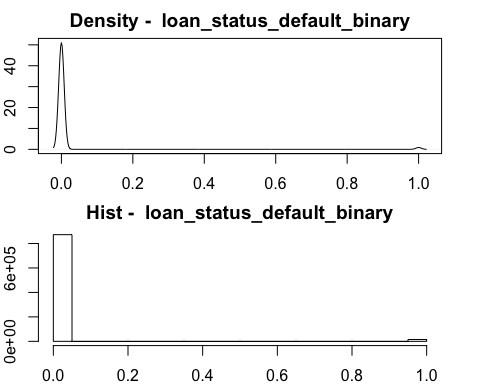 Density -  loan_status_default_binary
40
20
0
0.0 0.2 0.4 0.6 0.8 1.0
Hist -  loan_status_default_binary
6e+05
0e+00
0.0 0.2 0.4 0.6 0.8 1.0